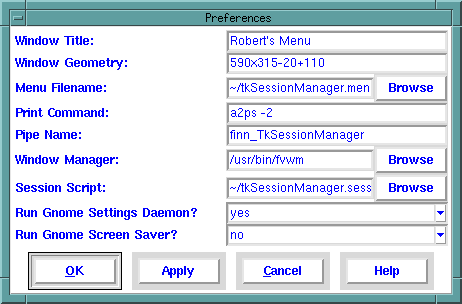 Preferences
Window Title: Robert's Menu
Window Geometry: 590x315-20+110
Menu Filename: ~/tkSessionManager.men Browse
Print Command: a2ps -2
Pipe Name: finn_TkSessionManager
Window Manager: /usr/bin/fvwm Browse
Session Script: ~/tkSessionManager.sess Browse
Run Gnome Settings Daemon? yes
Run Gnome Screen Saver? no
OK Apply Cancel Help